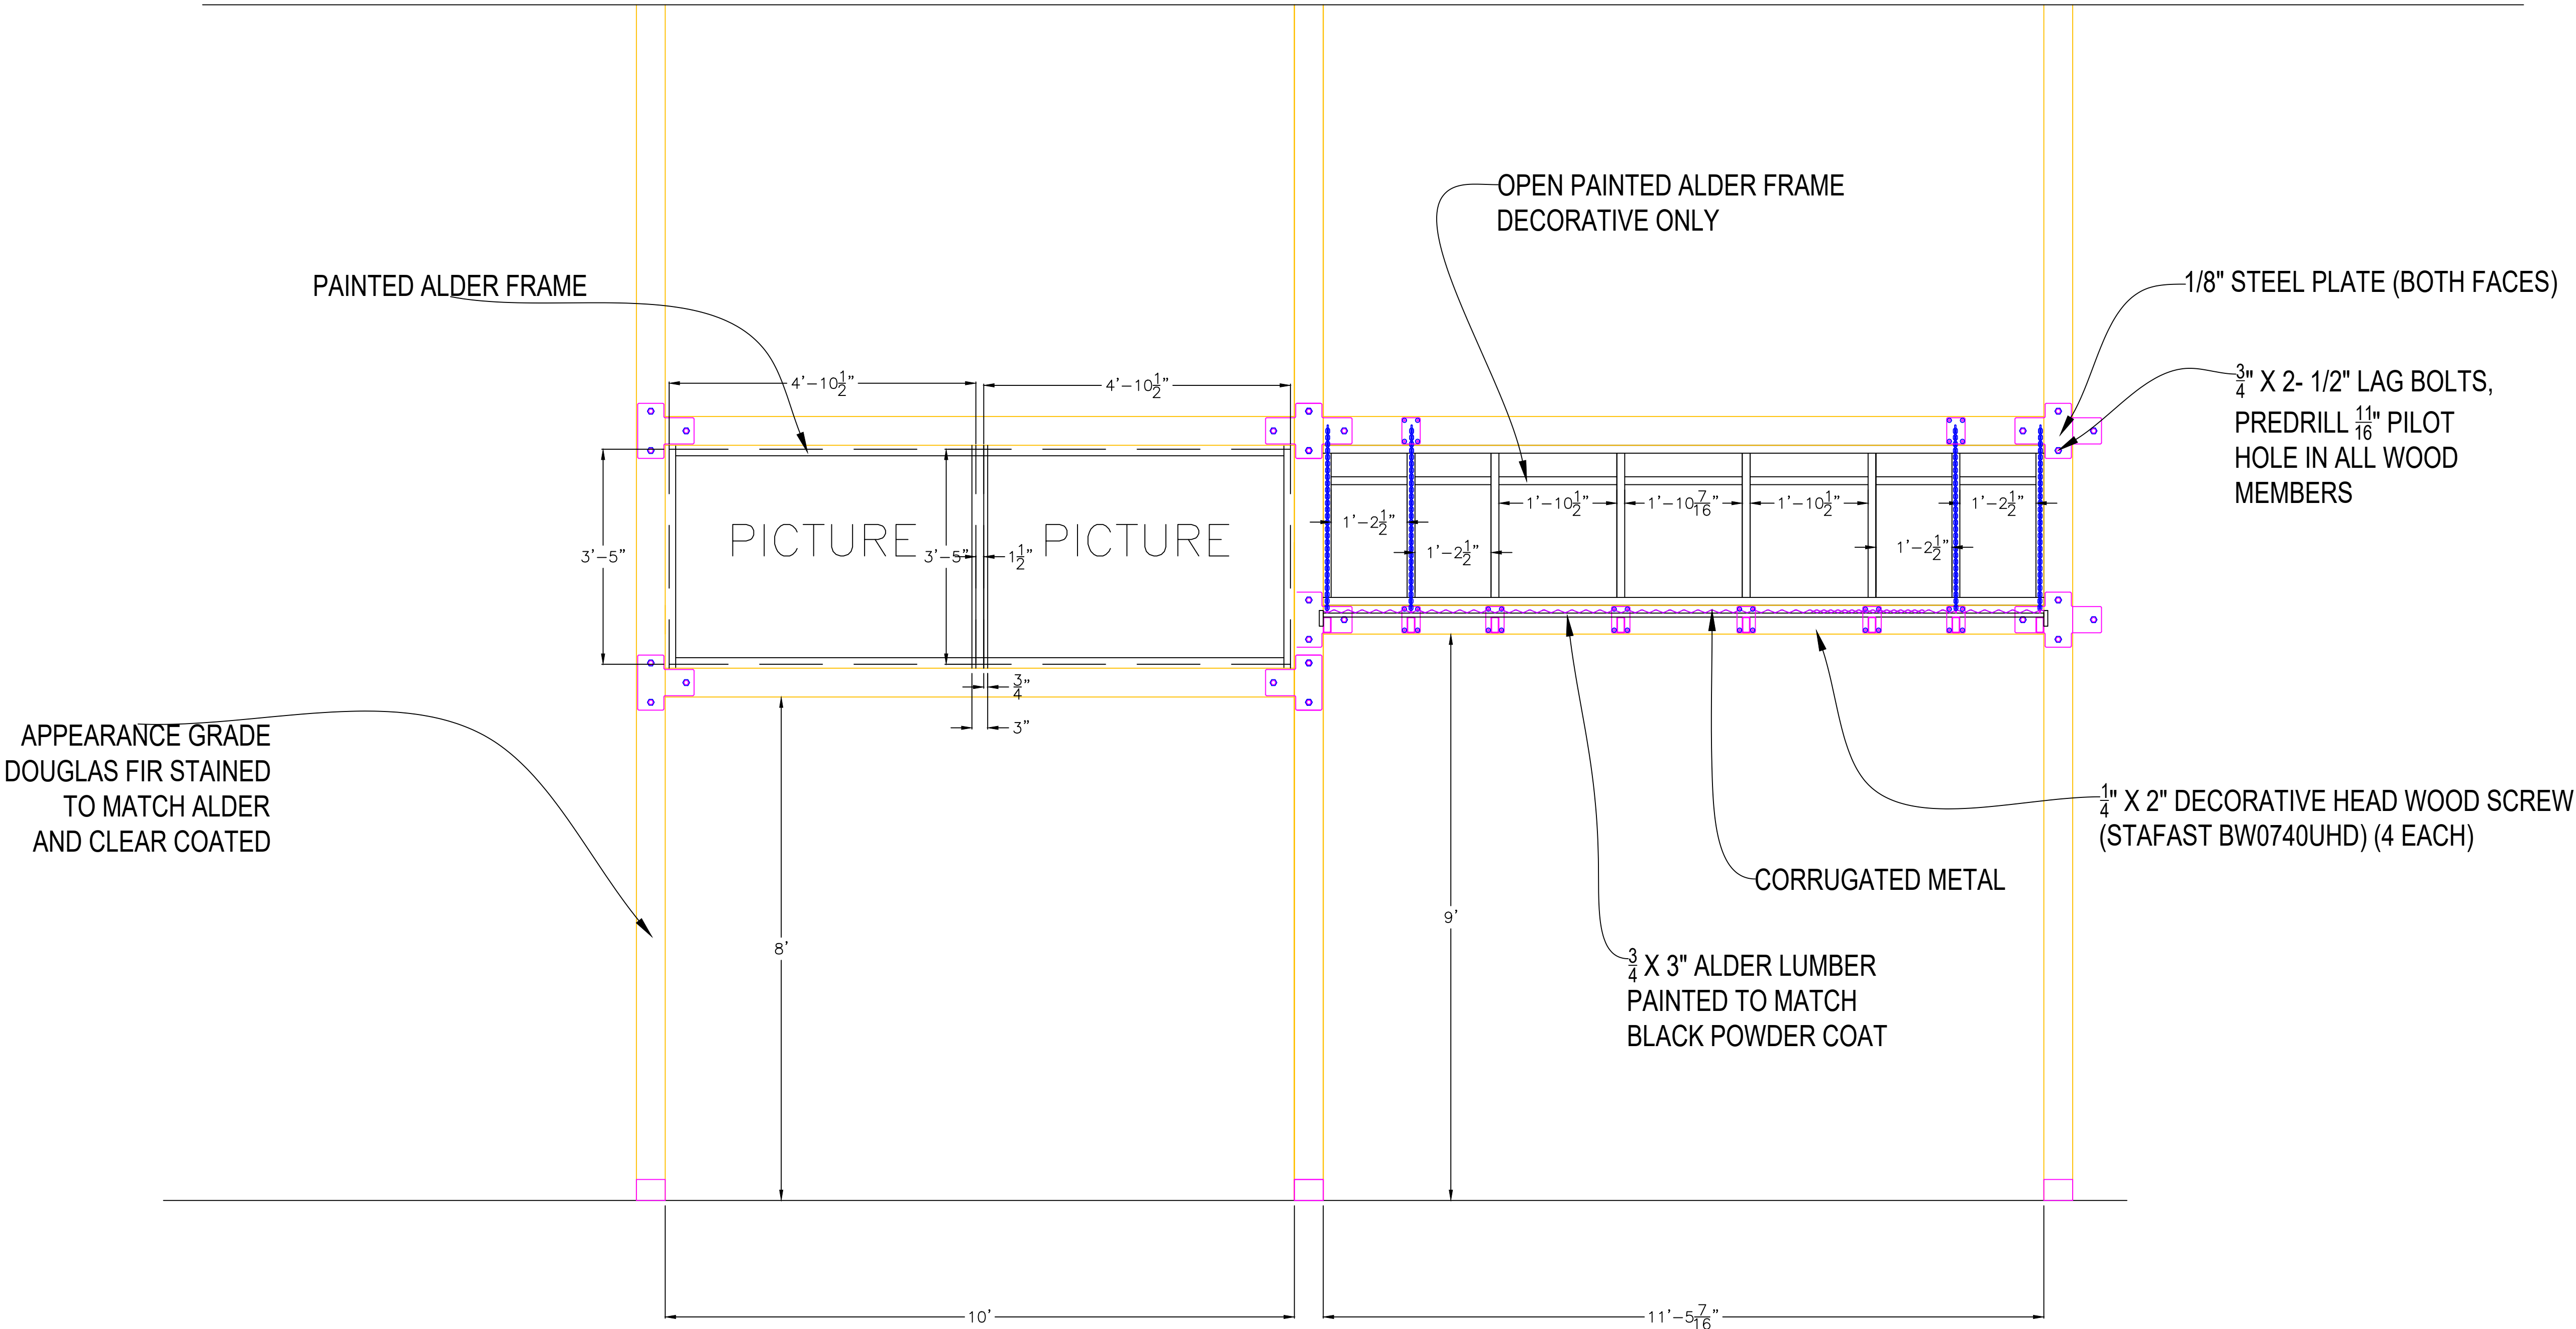 OPEN PAINTED ALDER FRAME
DECORATIVE ONLY
PAINTED ALDER FRAME
1/8" STEEL PLATE (BOTH FACES)
3/4" X 2- 1/2" LAG BOLTS,
PREDRILL 11/16" PILOT
HOLE IN ALL WOOD
MEMBERS
4'-10 1/2"
4'-10 1/2"
3'-5"
PICTURE
3'-5"
1 1/2"
PICTURE
1'-2 1/2"
1'-2 1/2"
1'-10 1/2"
1'-10 7/16"
1'-10 1/2"
1'-2 1/2"
1'-2 1/2"
3/4"
3"
APPEARANCE GRADE
DOUGLAS FIR STAINED
TO MATCH ALDER
AND CLEAR COATED
1/4" X 2" DECORATIVE HEAD WOOD SCREW
(STAFAST BW0740UHD) (4 EACH)
CORRUGATED METAL
3/4 X 3" ALDER LUMBER
PAINTED TO MATCH
BLACK POWDER COAT
8'
9'
10'
11'-5 7/16"